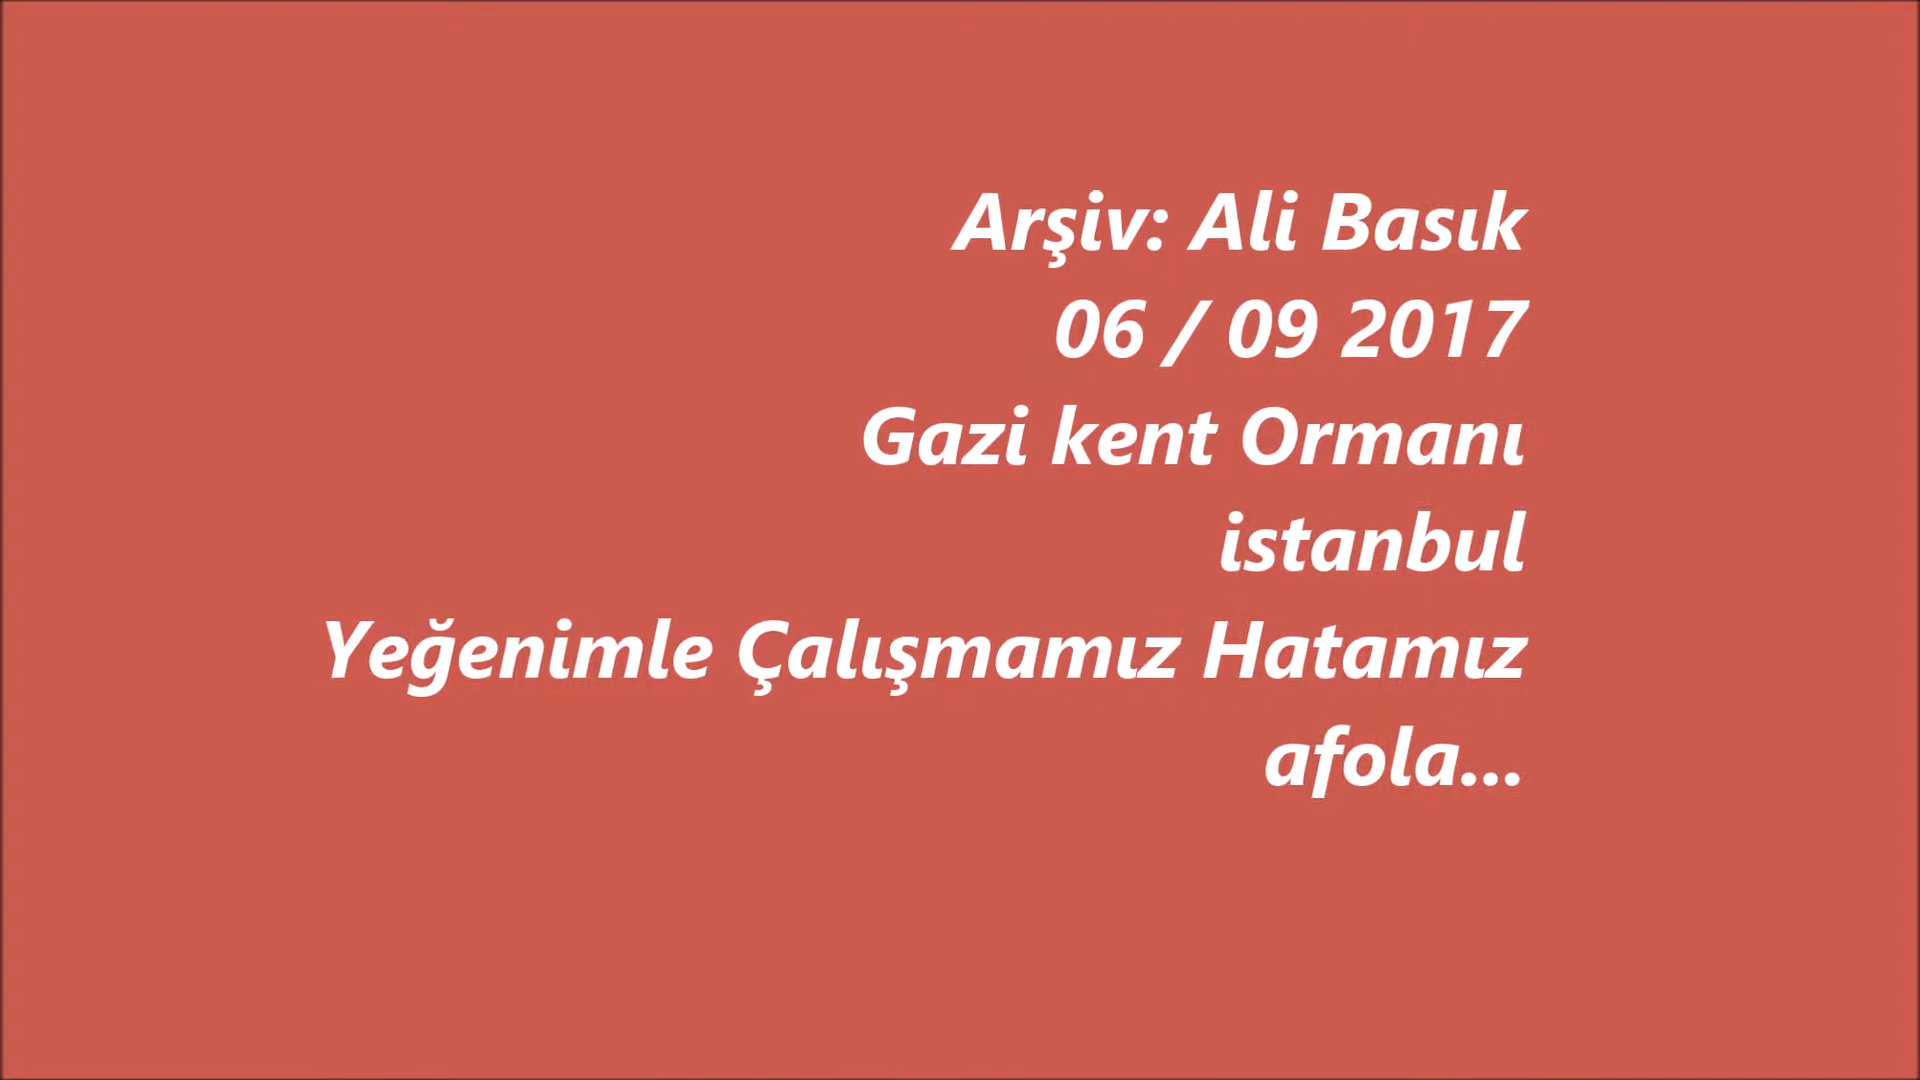 Arşiv: Ali Basık
06 / 09 2017
Gazi kent Ormanı
istanbul
Yeğenimle Çalışmamız Hatamız
afola...